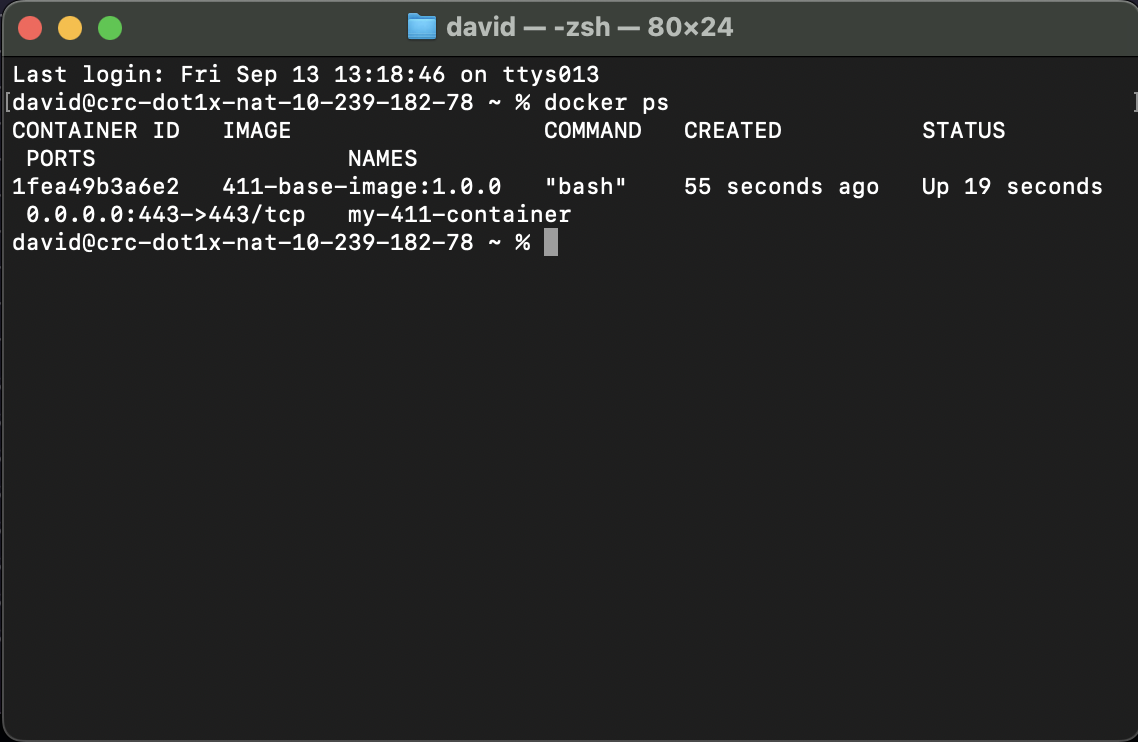 david — -zsh — 80×24
Last login: Fri Sep 13 13:18:46 on ttys013
[david@crc-dot1x-nat-10-239-182-78 ~ % docker ps ]
CONTAINER ID   IMAGE                  COMMAND   CREATED          STATUS
 PORTS                  NAMES
1fea49b3a6e2   411-base-image:1.0.0   "bash"    55 seconds ago   Up 19 seconds
 0.0.0.0:443->443/tcp   my-411-container
david@crc-dot1x-nat-10-239-182-78 ~ %